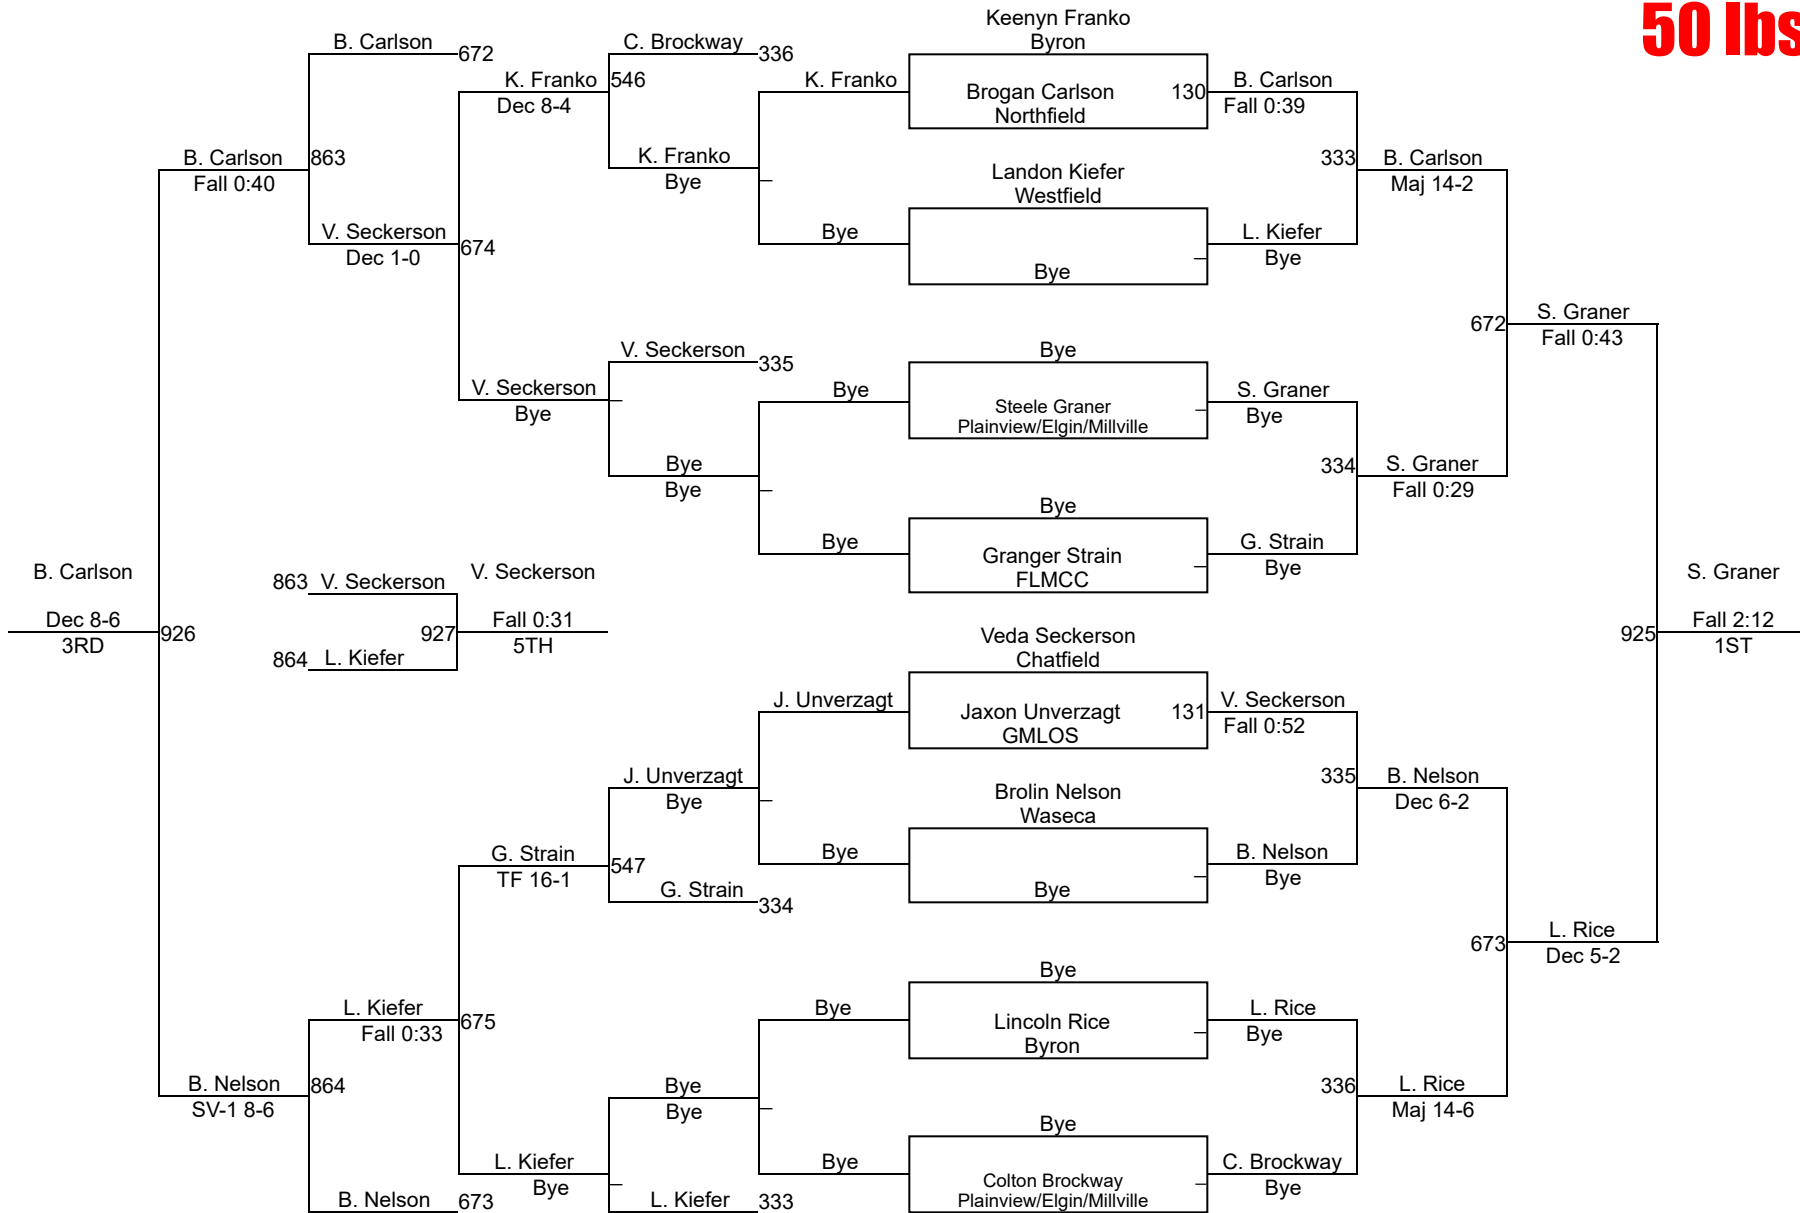 Keenyn Franko
50 lbs
B. Carlson
672
C. Brockway
336
Byron
K. Franko
546
K. Franko
Brogan Carlson
130
B. Carlson
Dec 8-4
Northfield
Fall 0:39
B. Carlson
863
K. Franko
Landon Kiefer
333
B. Carlson
Fall 0:40
Bye
Westfield
Maj 14-2
V. Seckerson
674
Bye
L. Kiefer
Dec 1-0
Bye
Bye
672
S. Graner
Fall 0:43
V. Seckerson
335
Bye
V. Seckerson
Bye
Steele Graner
S. Graner
Bye
Plainview/Elgin/Millville
Bye
Bye
334
S. Graner
Bye
Fall 0:29
Bye
Bye
Granger Strain
G. Strain
FLMCC
Bye
B. Carlson
863
V. Seckerson
V. Seckerson
S. Graner
Dec 8-6
926
927
Fall 0:31
925
Fall 2:12
3RD
864
L. Kiefer
5TH
1ST
Veda Seckerson
Chatfield
J. Unverzagt
Jaxon Unverzagt
131
V. Seckerson
GMLOS
Fall 0:52
J. Unverzagt
Brolin Nelson
335
B. Nelson
Bye
Waseca
Dec 6-2
G. Strain
547
Bye
B. Nelson
TF 16-1
G. Strain
334
Bye
Bye
673
L. Rice
Dec 5-2
Bye
L. Kiefer
675
Bye
Lincoln Rice
L. Rice
Fall 0:33
Byron
Bye
B. Nelson
864
Bye
336
L. Rice
SV-1 8-6
Bye
Maj 14-6
Bye
L. Kiefer
Bye
Colton Brockway
C. Brockway
Bye
Plainview/Elgin/Millville
Bye
B. Nelson
673
L. Kiefer
333